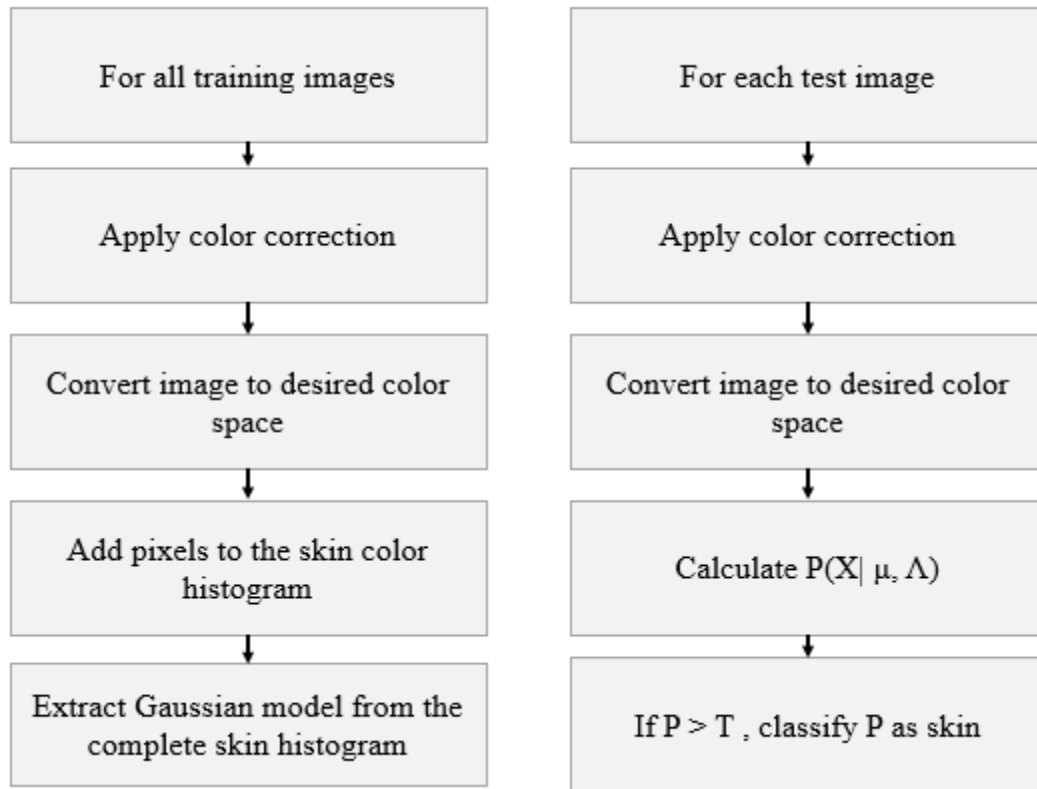 For all training images
Apply color correction
Convert image to desired color
space
Add pixels to the skin color
histogram
Extract Gaussian model from the
complete skin histogram
For each test image
Apply color correction
Convert image to desired color
space
Calculate P(X| μ, Λ)
If P > T , classify P as skin